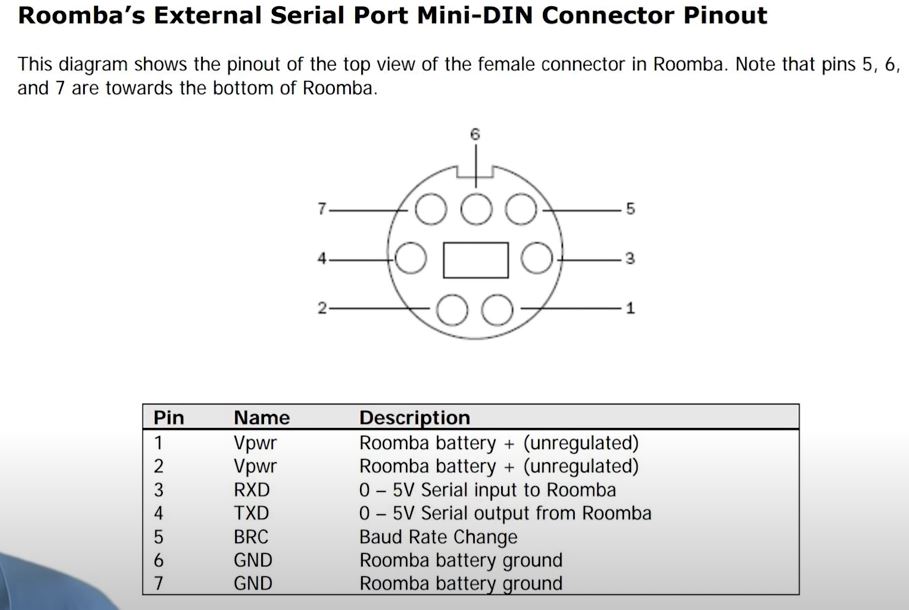 Roomba’s External Serial Port Mini-DIN Connector Pinout
This diagram shows the pinout of the top view of the female connector in Roomba. Note that pins 5, 6,
and 7 are towards the bottom of Roomba.
6
7 5
4 3
2 1
Pin Name Description
1 Vpwr Roomba battery + (unregulated)
2 Vpwr Roomba battery + (unregulated)
3 RXD 0 – 5V Serial input to Roomba
4 TXD 0 – 5V Serial output from Roomba
5 BRC Baud Rate Change
6 GND Roomba battery ground
7 GND Roomba battery ground